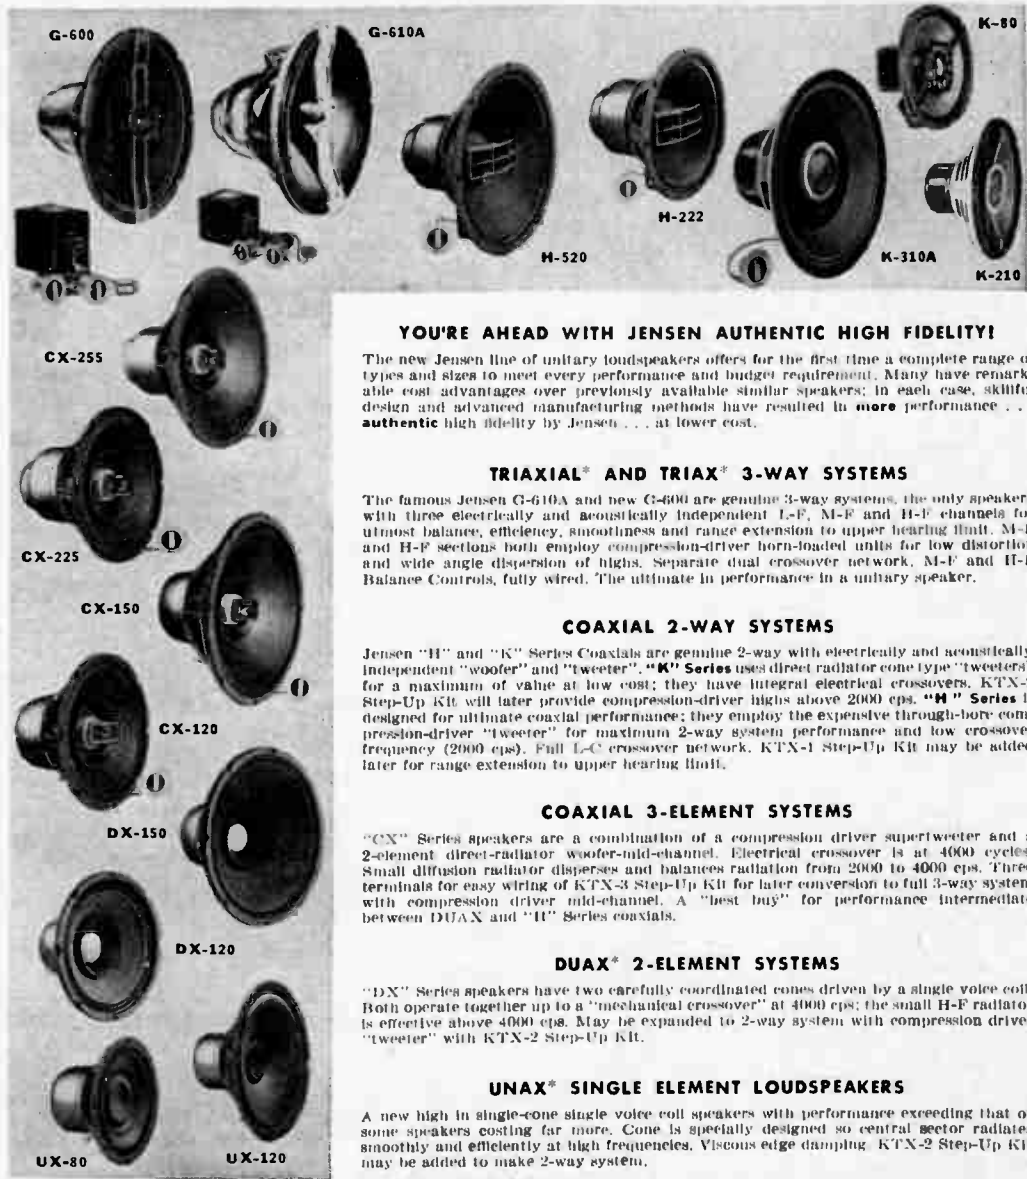 G-600
G-610A
K-80
H-520
H-222
K-310A
K-210
CX-255
CX-225
CX-150
CX-120
DX-150
DX-120
UX-80
UX-120
YOU'RE AHEAD WITH JENSEN AUTHENTIC HIGH FIDELITY!
The new Jensen line of unitary loudspeakers offers for the first time a complete range o
types and sizes to meet every performance and budget requirement. Many have remark
able cost advantages over previously available similar speakers; in each case, skillfu
design and advanced manufacturing methods have resulted in more performance . .
authentic high fidelity by Jensen . . . at lower cost.
TRIAXIAL* AND TRIAX* 3-WAY SYSTEMS
The famous Jensen G-610A and new G-600 are genuine 3-way systems, the only speaker
with three electrically and acoustically independent L-F, M-F and H-F channels fo
utmost balance, efficiency, smoothness and range extension to upper hearing limit. M-F
and H-F sections both employ compression-driver horn-loaded units for low distortio
and wide angle dispersion of highs. Separate dual crossover network, M-F and H-F
Balance Controls, fully wired. The ultimate in performance in a unitary speaker.
COAXIAL 2-WAY SYSTEMS
Jensen "H" and "K" Series Coaxials are genuine 2-way with electrically and acoustically
independent "woofer" and "tweeter". "K" Series uses direct radiator cone type "tweeters"
for a maximum of value at low cost; they have integral electrical crossovers. KTX-
Step-Up Kit will later provide compression-driver highs above 2000 cps. "H" Series i
designed for ultimate coaxial performance; they employ the expensive through-bore com
pression-driver "tweeter" for maximum 2-way system performance and low crossove
frequency (2000 cps). Full L-C crossover network. KTX-1 Step-Up Kit may be added
later for range extension to upper hearing limit.
COAXIAL 3-ELEMENT SYSTEMS
"CX" Series speakers are a combination of a compression driver supertweeter and a
2-element direct-radiator woofer-mid-channel. Electrical crossover is at 4000 cycles
Small diffusion radiator disperses and balances radiation from 2000 to 4000 cps. Three
terminals for easy wiring of KTX-3 Step-Up Kit for later conversion to full 3-way system
with compression driver mid-channel. A "best buy" for performance intermediat
between DUAX and "H" Series coaxials.
DUAX* 2-ELEMENT SYSTEMS
"DX" Series speakers have two carefully coordinated cones driven by a single voice coil
Both operate together up to a "mechanical crossover" at 4000 cps; the small H-F radiato
is effective above 4000 cps. May be expanded to 2-way system with compression drive
"tweeter" with KTX-2 Step-Up Kit.
UNAX* SINGLE ELEMENT LOUDSPEAKERS
A new high in single-cone single voice coil speakers with performance exceeding that o
some speakers costing far more. Cone is specially designed so central sector radiate
smoothly and efficiently at high frequencies. Viscous edge damping. KTX-2 Step-Up Ki
may be added to make 2-way system.